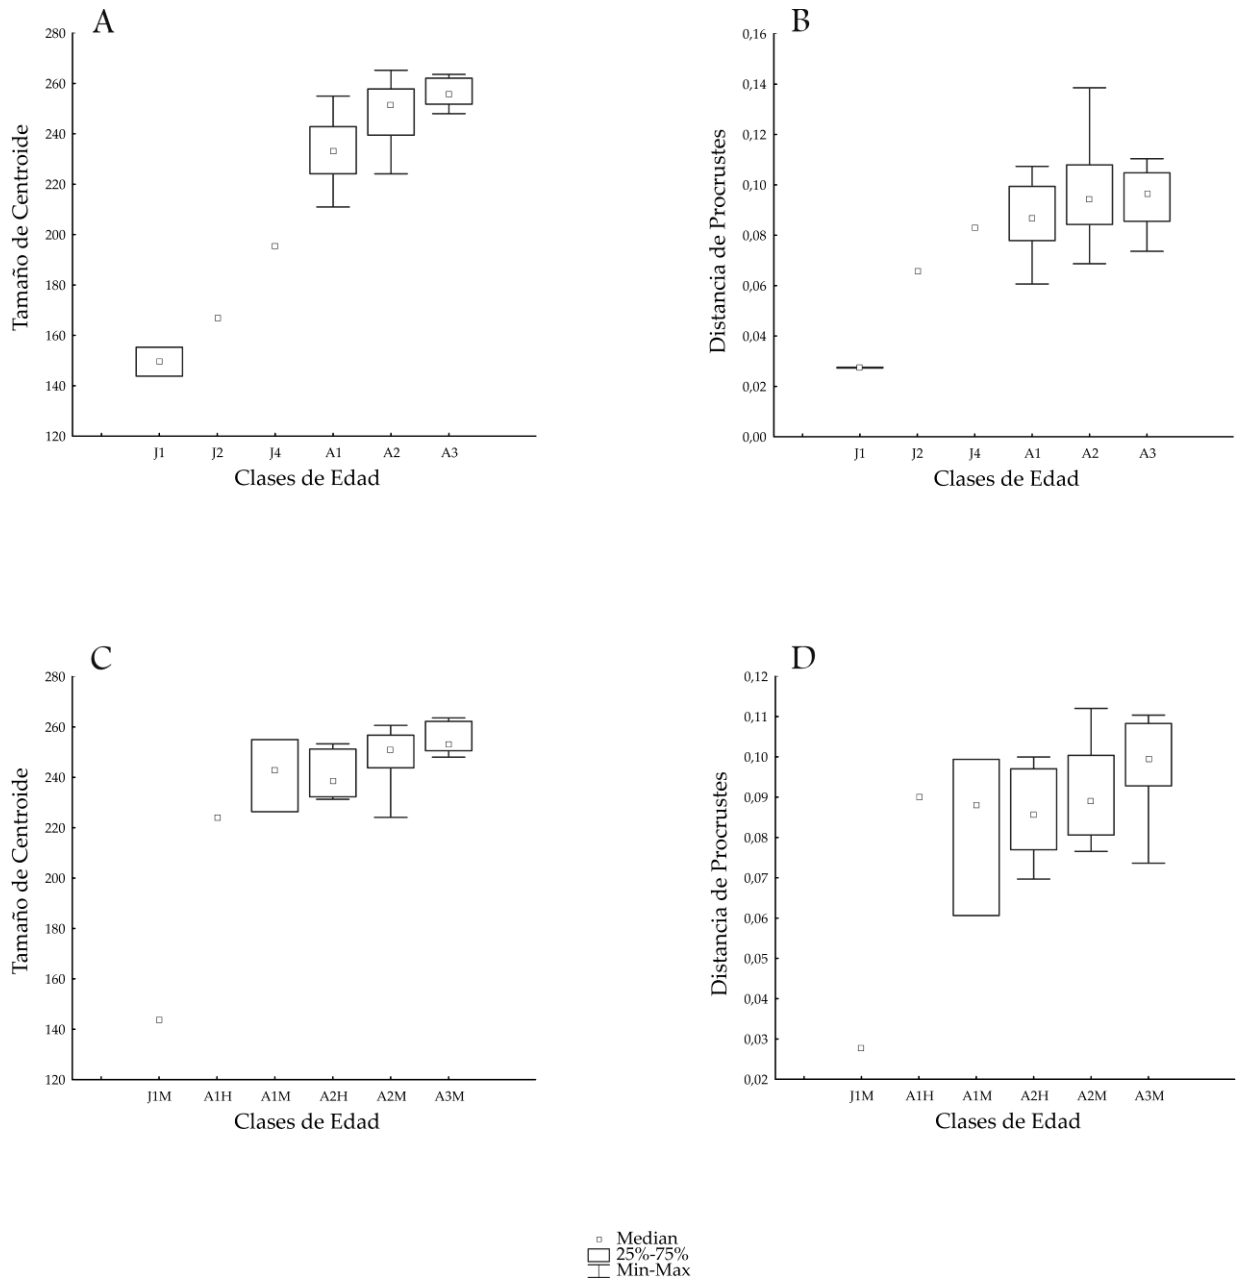 A
280
260
240
220
200
180
160
140
120
Tamaño de Centroide
J1 J2 J4 A1 A2 A3
Clases de Edad
B
0,16
0,14
0,12
0,10
0,08
0,06
0,04
0,02
0,00
Distancia de Procrustes
J1 J2 J4 A1 A2 A3
Clases de Edad
C
280
260
240
220
200
180
160
140
120
Tamaño de Centroide
J1M A1H A1M A2H A2M A3M
Clases de Edad
D
0,12
0,11
0,10
0,09
0,08
0,07
0,06
0,05
0,04
0,03
0,02
Distancia de Procrustes
J1M A1H A1M A2H A2M A3M
Clases de Edad
Median
25%-75%
Min-Max